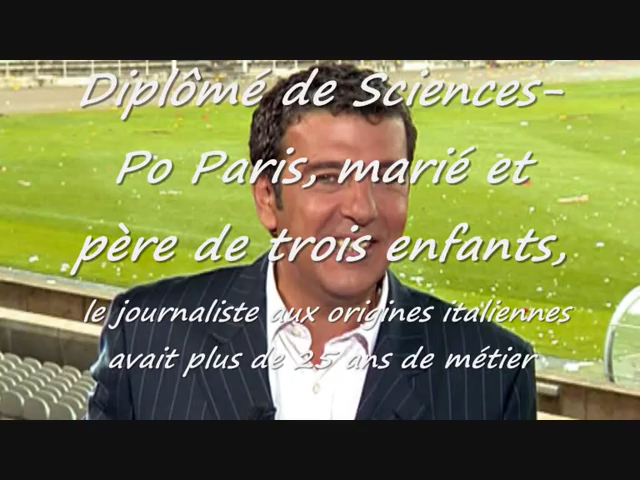 Diplômé de Sciences-
Po Paris, marié et
père de trois enfants,
le journaliste aux origines italiennes
avait plus de 25 ans de métier